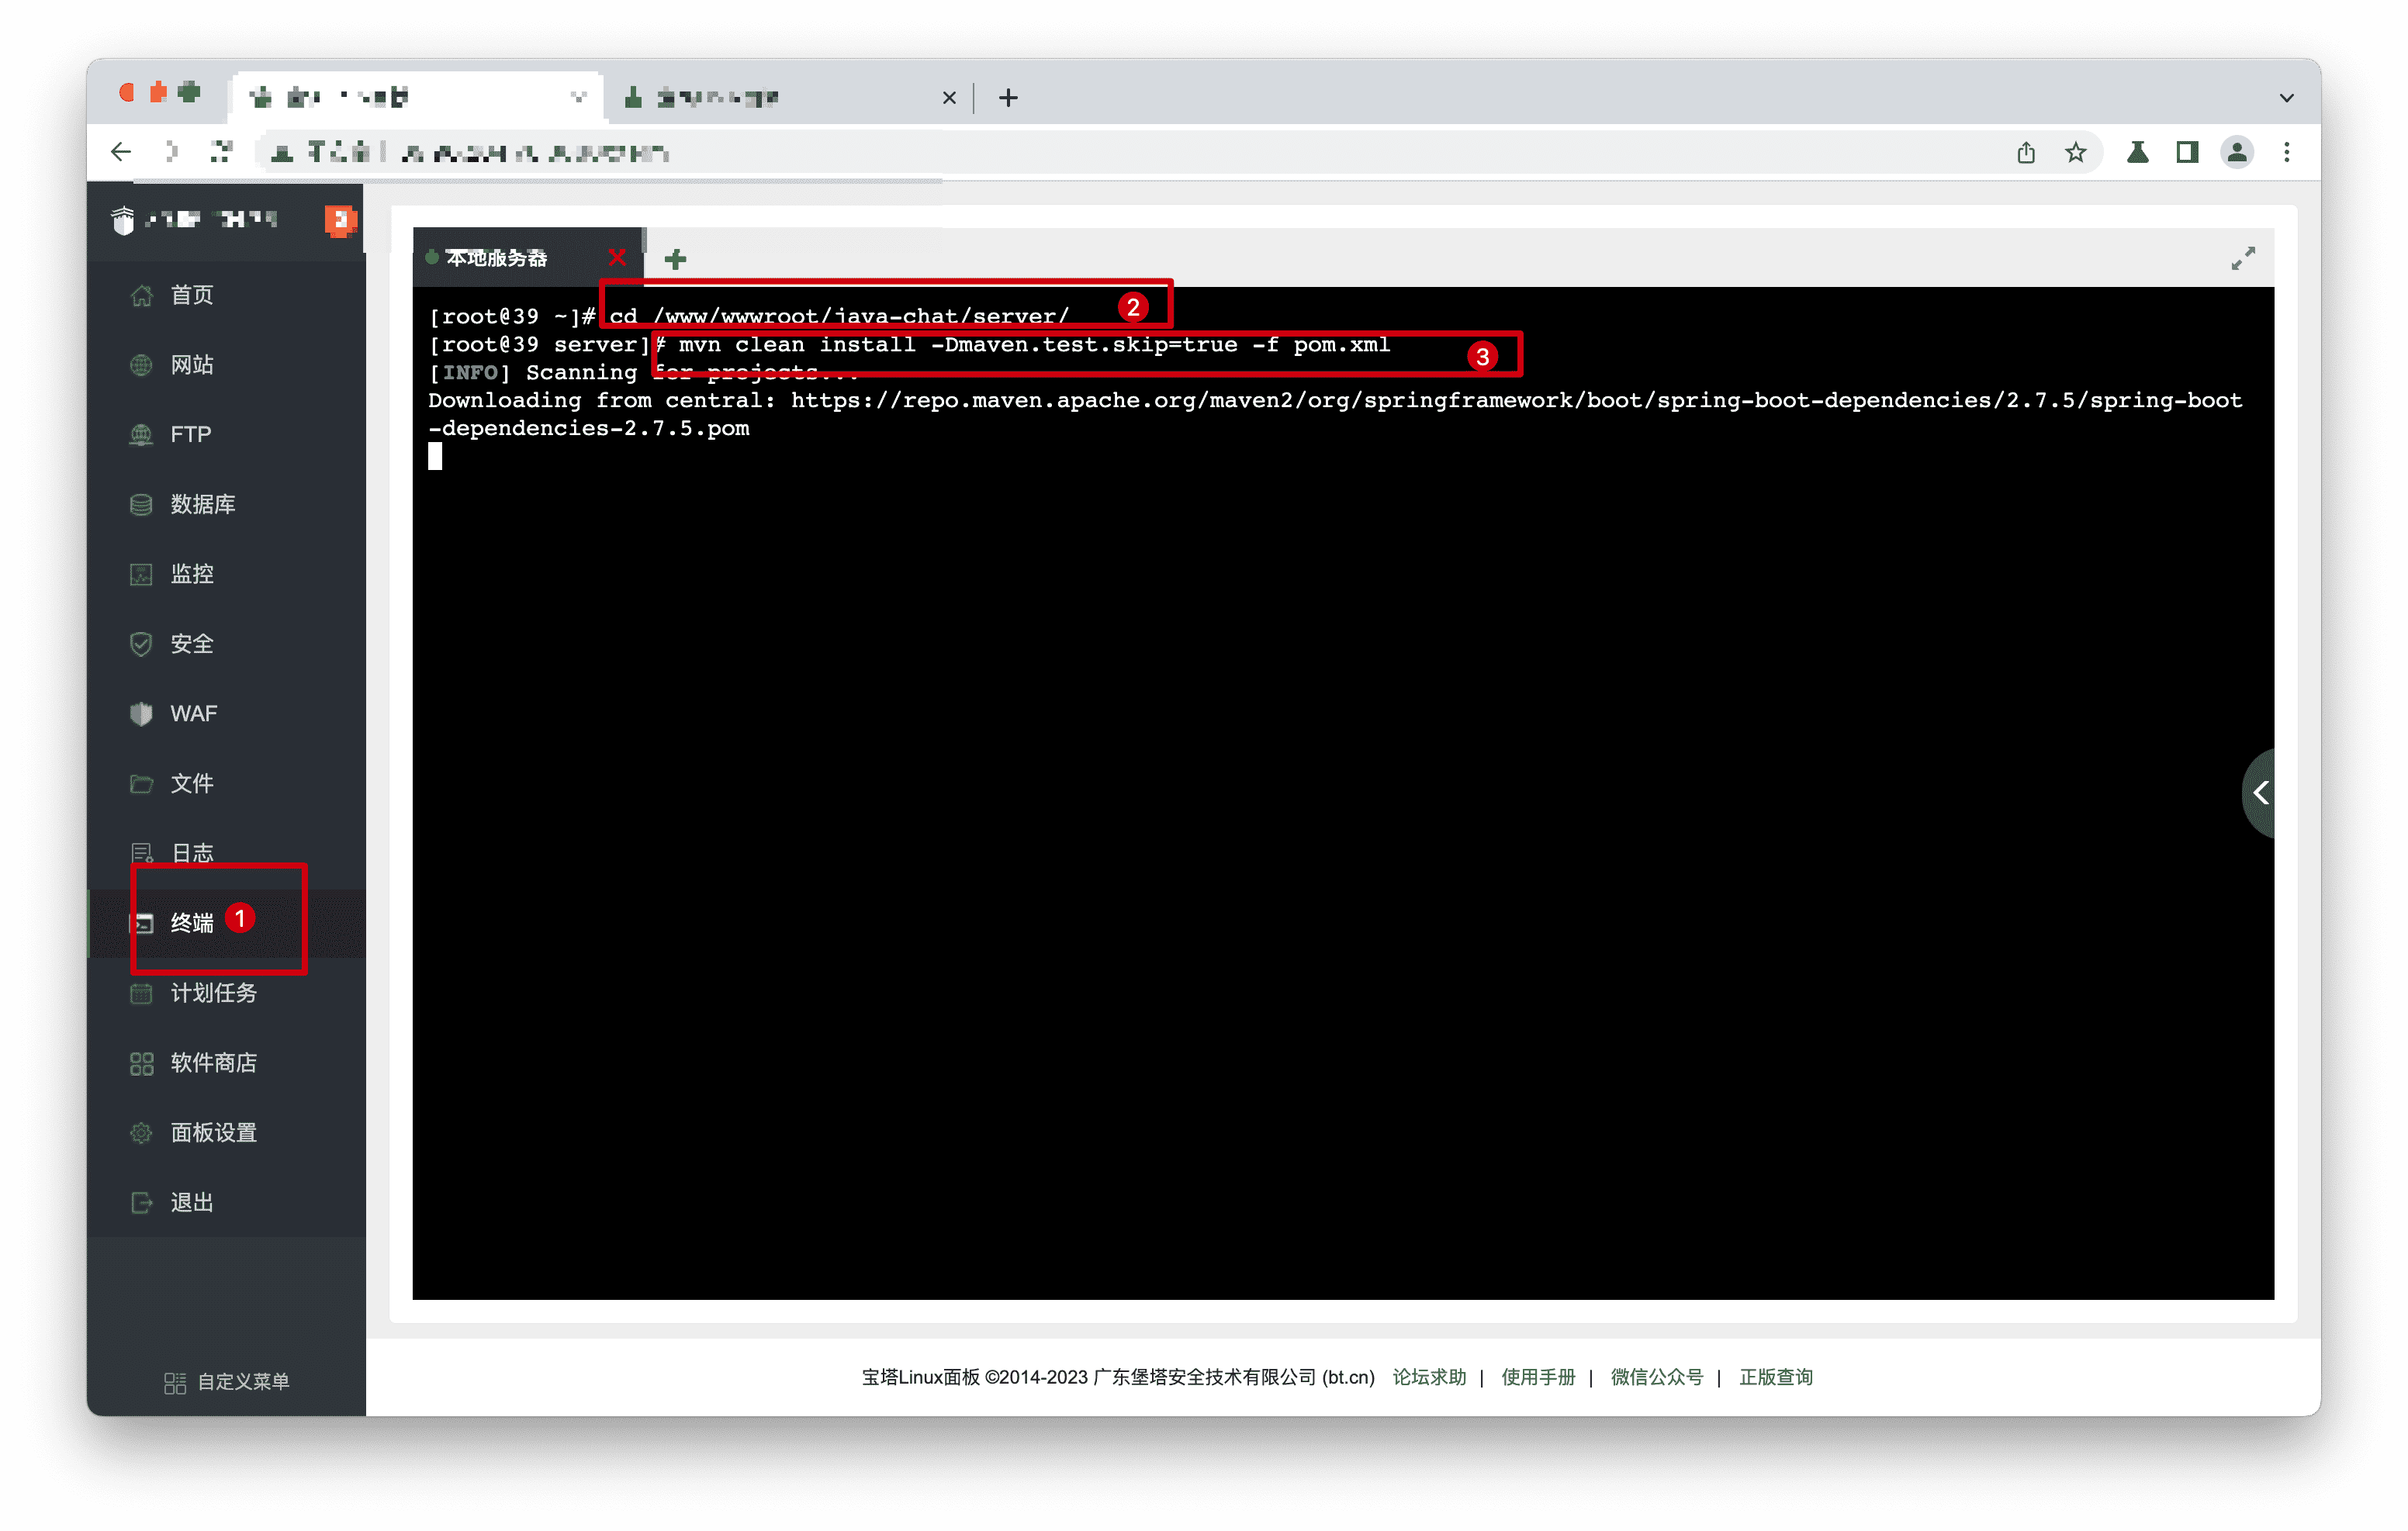 本地服务器
首页
网站
FTP
数据库
监控
安全
WAF
文件
日志
终端 1
计划任务
软件商店
面板设置
退出
自定义菜单
[root@39 ~]# cd /www/wwwroot/java-chat/server/ 2
[root@39 server]# mvn clean install -Dmaven.test.skip=true -f pom.xml 3
[INFO] Scanning for projects...
Downloading from central: https://repo.maven.apache.org/maven2/org/springframework/boot/spring-boot-dependencies/2.7.5/spring-boot
-dependencies-2.7.5.pom
宝塔Linux面板 ©2014-2023 广东堡塔安全技术有限公司 (bt.cn) 论坛求助 | 使用手册 | 微信公众号 | 正版查询